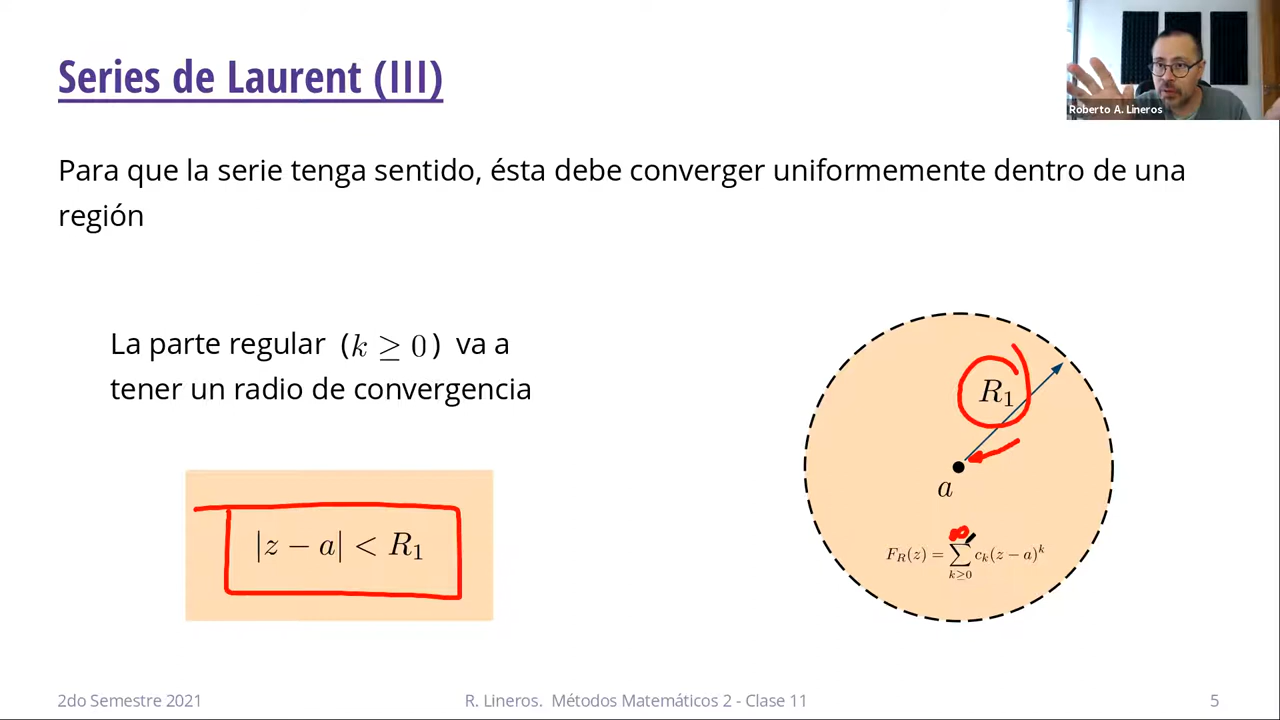 Series de Laurent (III)
Roberto A. Lineros
Para que la serie tenga sentido, ésta debe converger uniformemente dentro de una
región
La parte regular (k ≥ 0) va a
tener un radio de convergencia
|z − a| < R₁
R₁
a
∞
F_R(z) = ∑_{k≥0} c_k(z − a)^k
2do Semestre 2021
R. Lineros. Métodos Matemáticos 2 - Clase 11
5